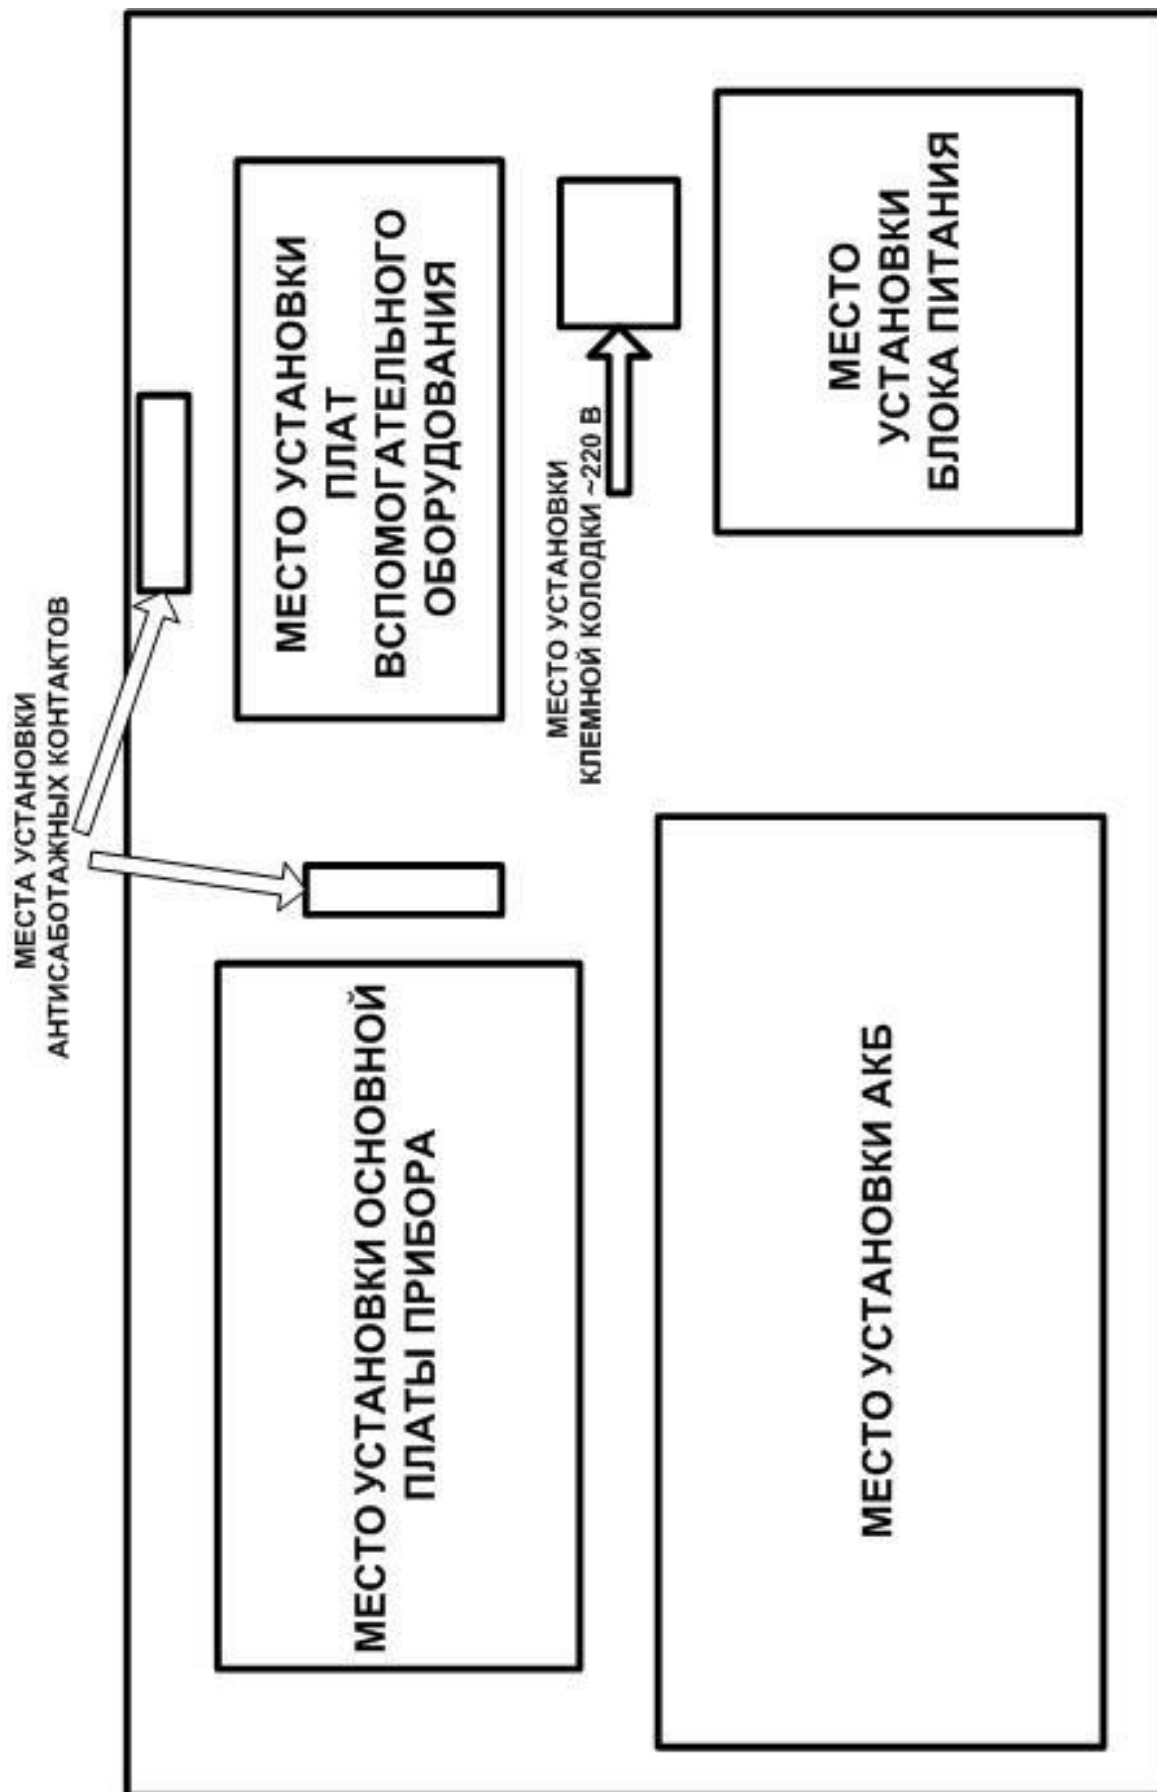 МЕСТА УСТАНОВКИ
АНТИСАБОТАЖНЫХ КОНТАКТОВ
МЕСТО УСТАНОВКИ ОСНОВНОЙ
ПЛАТЫ ПРИБОРА
МЕСТО УСТАНОВКИ
ПЛАТ
ВСПОМОГАТЕЛЬНОГО
ОБОРУДОВАНИЯ
МЕСТО УСТАНОВКИ
КЛЕМНОЙ КОЛОДКИ ~220 В
МЕСТО УСТАНОВКИ АКБ
МЕСТО
УСТАНОВКИ
БЛОКА ПИТАНИЯ